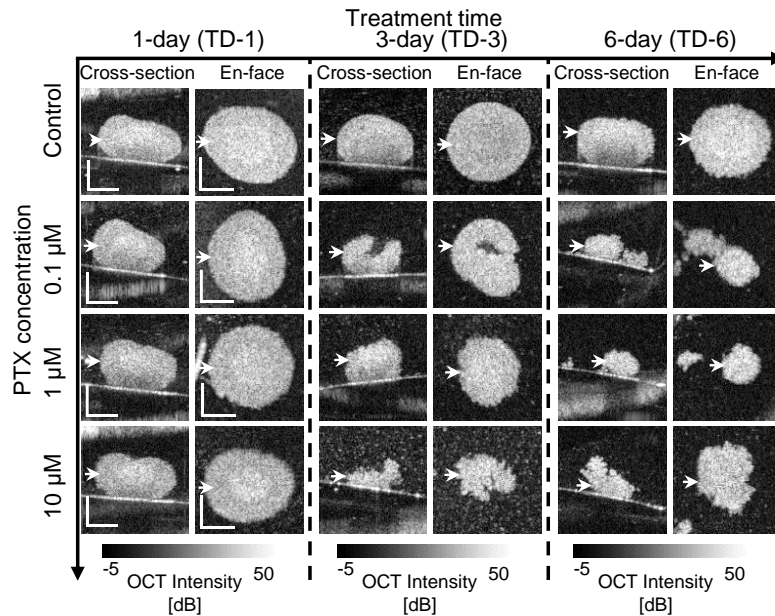 Treatment time
1-day (TD-1)
3-day (TD-3)
6-day (TD-6)
Cross-section
En-face
Cross-section
En-face
Cross-section
En-face
PTX concentration
Control
0.1 µM
1 µM
10 µM
-5
50
OCT Intensity
[dB]
-5
50
OCT Intensity
[dB]
-5
50
OCT Intensity
[dB]